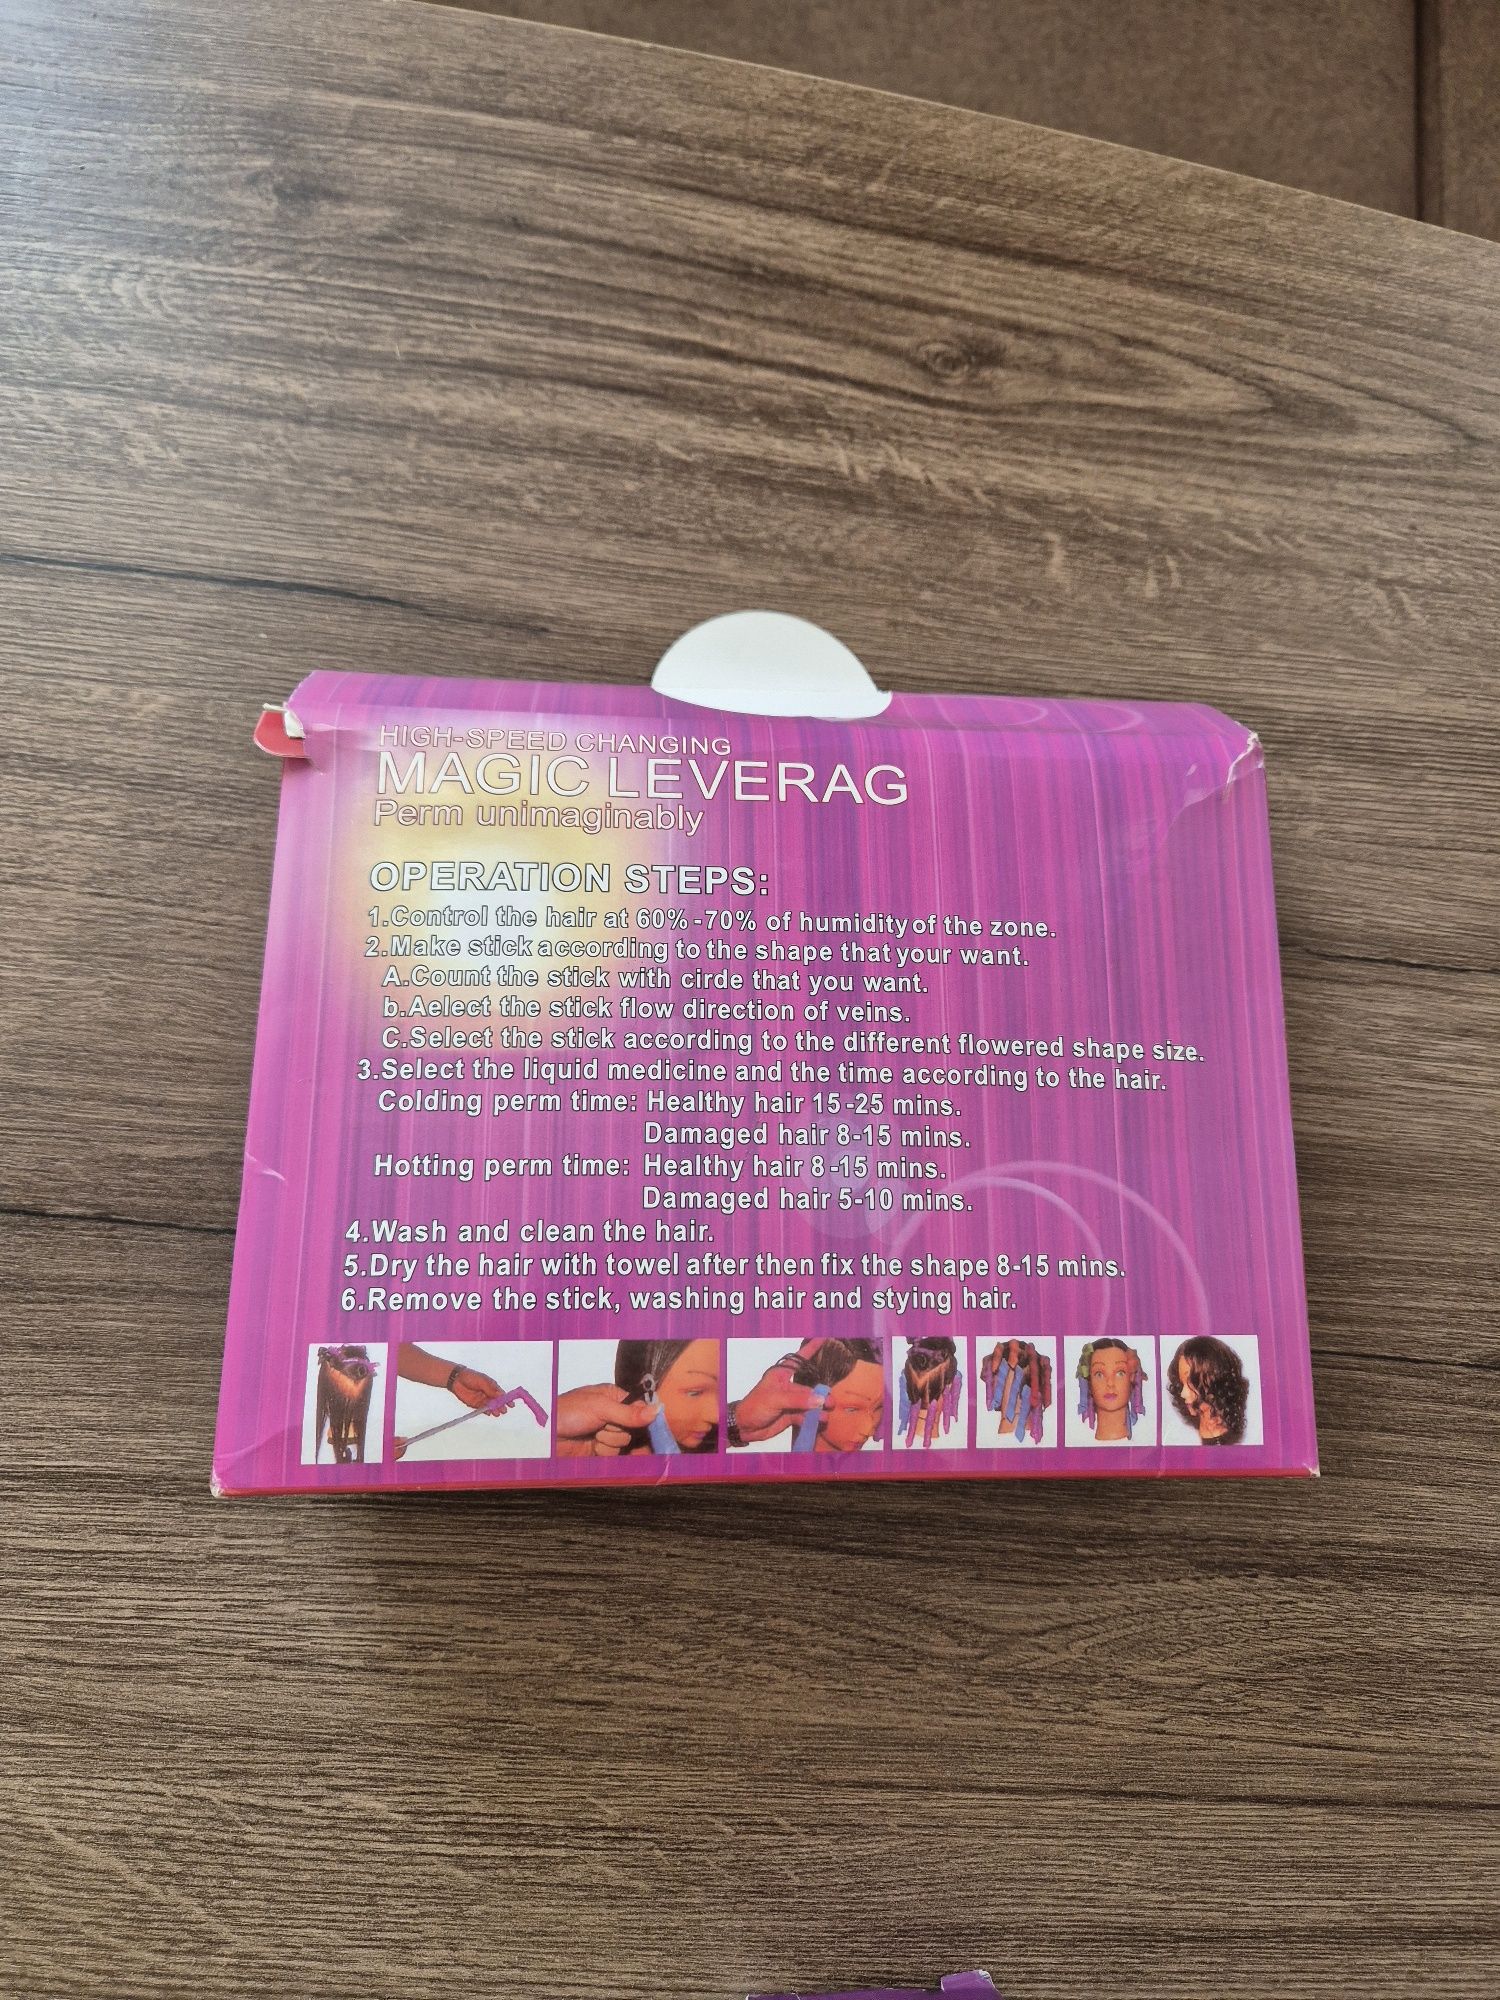 HIGH-SPEED CHANGING
MAGIC LEVERAG
Perm unimaginably
OPERATION STEPS:
1.Control the hair at 60%-70% of humidity of the zone.
2.Make stick according to the shape that your want.
A.Count the stick with cirde that you want.
b.Aelect the stick flow direction of veins.
C.Select the stick according to the different flowered shape size.
3.Select the liquid medicine and the time according to the hair.
Colding perm time: Healthy hair 15-25 mins.
Damaged hair 8-15 mins.
Hotting perm time: Healthy hair 8-15 mins.
Damaged hair 5-10 mins.
4.Wash and clean the hair.
5.Dry the hair with towel after then fix the shape 8-15 mins.
6.Remove the stick, washing hair and stying hair.